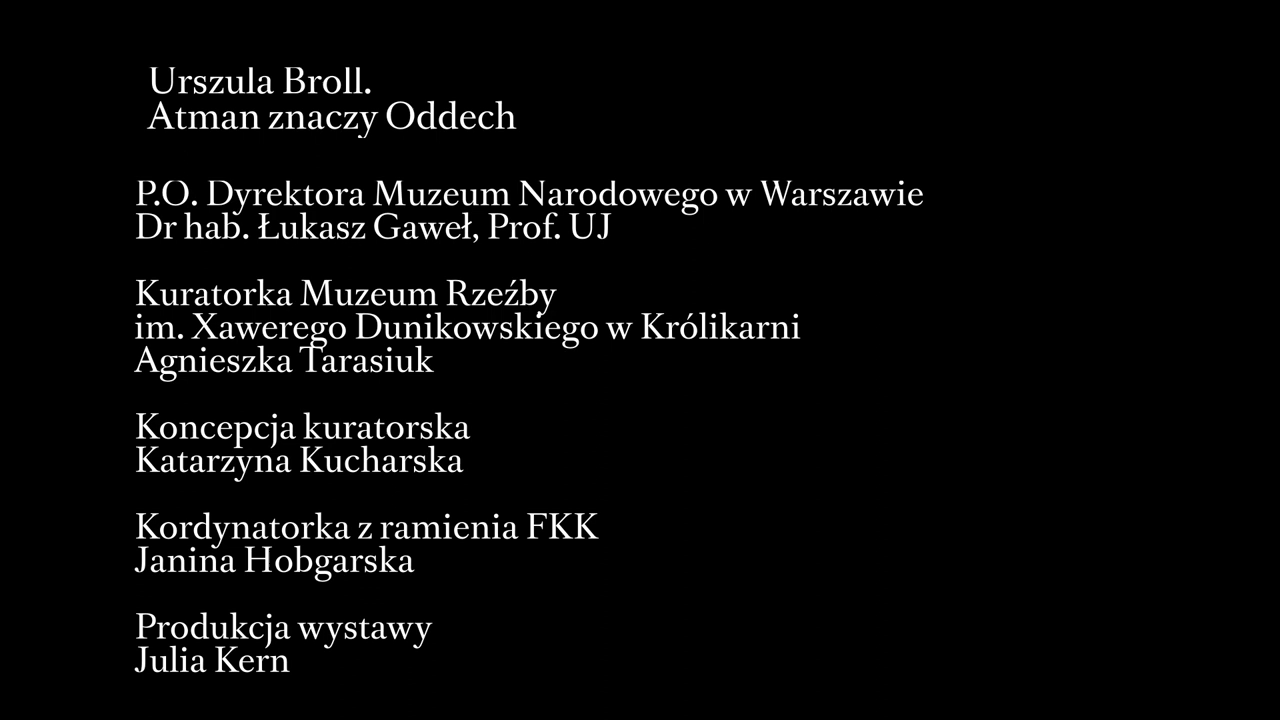 Urszula Broll.
Atman znaczy Oddech
P.O. Dyrektora Muzeum Narodowego w Warszawie
Dr hab. Łukasz Gaweł, Prof. UJ
Kuratorka Muzeum Rzeźby
im. Xawerego Dunikowskiego w Królikarni
Agnieszka Tarasiuk
Koncepcja kuratorska
Katarzyna Kucharska
Kordynatorka z ramienia FKK
Janina Hobgarska
Produkcja wystawy
Julia Kern